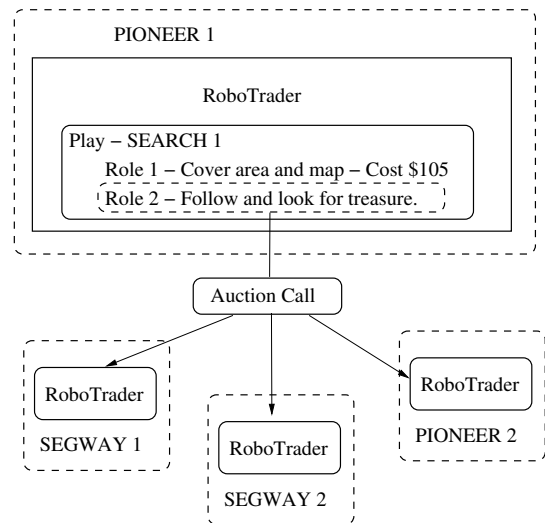 PIONEER 1
RoboTrader
Play – SEARCH 1
Role 1 – Cover area and map – Cost $105
Role 2 – Follow and look for treasure.
Auction Call
RoboTrader
SEGWAY 1
RoboTrader
SEGWAY 2
RoboTrader
PIONEER 2